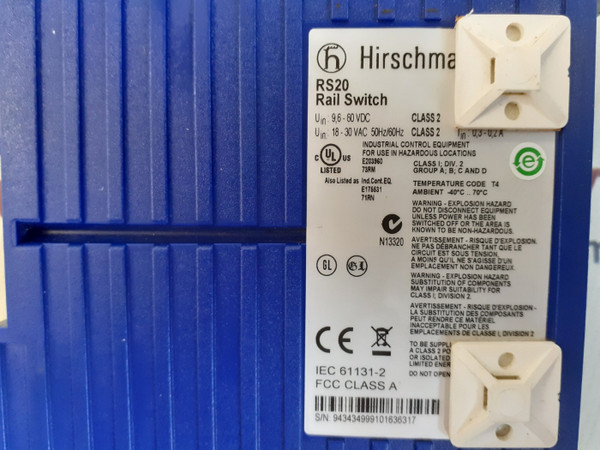 Hirschma
RS20
Rail Switch
Uin : 9,6 - 60 VDC CLASS 2
Uin : 18 - 30 VAC 50Hz/60Hz CLASS 2 Iin : 0,3 - 0,2 A
INDUSTRIAL CONTROL EQUIPMENT
FOR USE IN HAZARDOUS LOCATIONS
C UL US
LISTED
E203960
73RM
CLASS I; DIV. 2
GROUP A; B, C AND D
Also Listed as Ind.Cont.EQ.
E175531
71RN
TEMPERATURE CODE T4
AMBIENT -40°C .. 70°C
e
N13320
WARNING - EXPLOSION HAZARD
DO NOT DISCONNECT EQUIPMENT
UNLESS POWER HAS BEEN
SWITCHED OFF OR THE AREA IS
KNOWN TO BE NON-HAZARDOUS.
AVERTISSEMENT - RISQUE D'EXPLOSION.
NE PAS DÉBRANCHER TANT QUE LE
CIRCUIT EST SOUS TENSION,
A MOINS QU'IL NE S'AGISSE D'UN
EMPLACEMENT NON DANGEREUX.
GL
WARNING - EXPLOSION HAZARD
SUBSTITUTION OF COMPONENTS
MAY IMPAIR SUITABILITY FOR
CLASS I; DIVISION 2.
AVERTISSEMENT - RISQUE D'EXPLOSION-
LA SUBSTITUTION DES COMPOSANTS
PEUT RENDRE CE MATÉRIEL
INACCEPTABLE POUR LES
EMPLACEMENTS DE CLASSE I, DIVISION 2
CE
TO BE SUPPL
A CLASS 2 PO
OR ISOLATED
LIMITED ENER
IEC 61131-2
FCC CLASS A
S/N: 943434999101636317